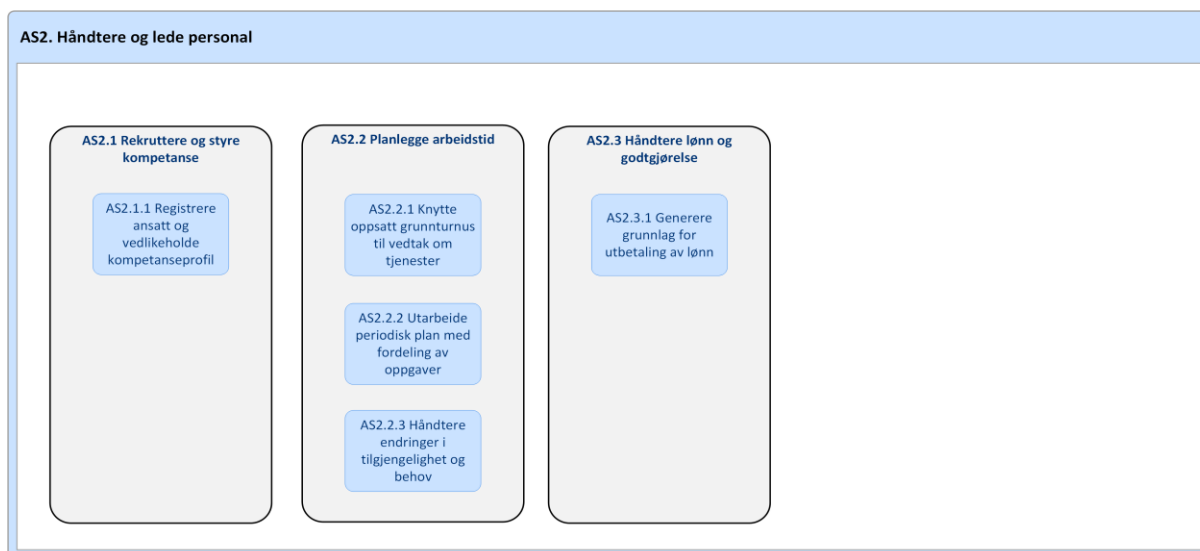 AS2. Håndtere og lede personal
AS2.1 Rekruttere og styre
kompetanse
AS2.1.1 Registrere
ansatt og
vedlikeholde
kompetanseprofil
AS2.2 Planlegge arbeidstid
AS2.2.1 Knytte
oppsatt grunnturnus
til vedtak om
tjenester
AS2.2.2 Utarbeide
periodisk plan med
fordeling av
oppgaver
AS2.2.3 Håndtere
endringer i
tilgjengelighet og
behov
AS2.3 Håndtere lønn og
godtgjørelse
AS2.3.1 Generere
grunnlag for
utbetaling av lønn